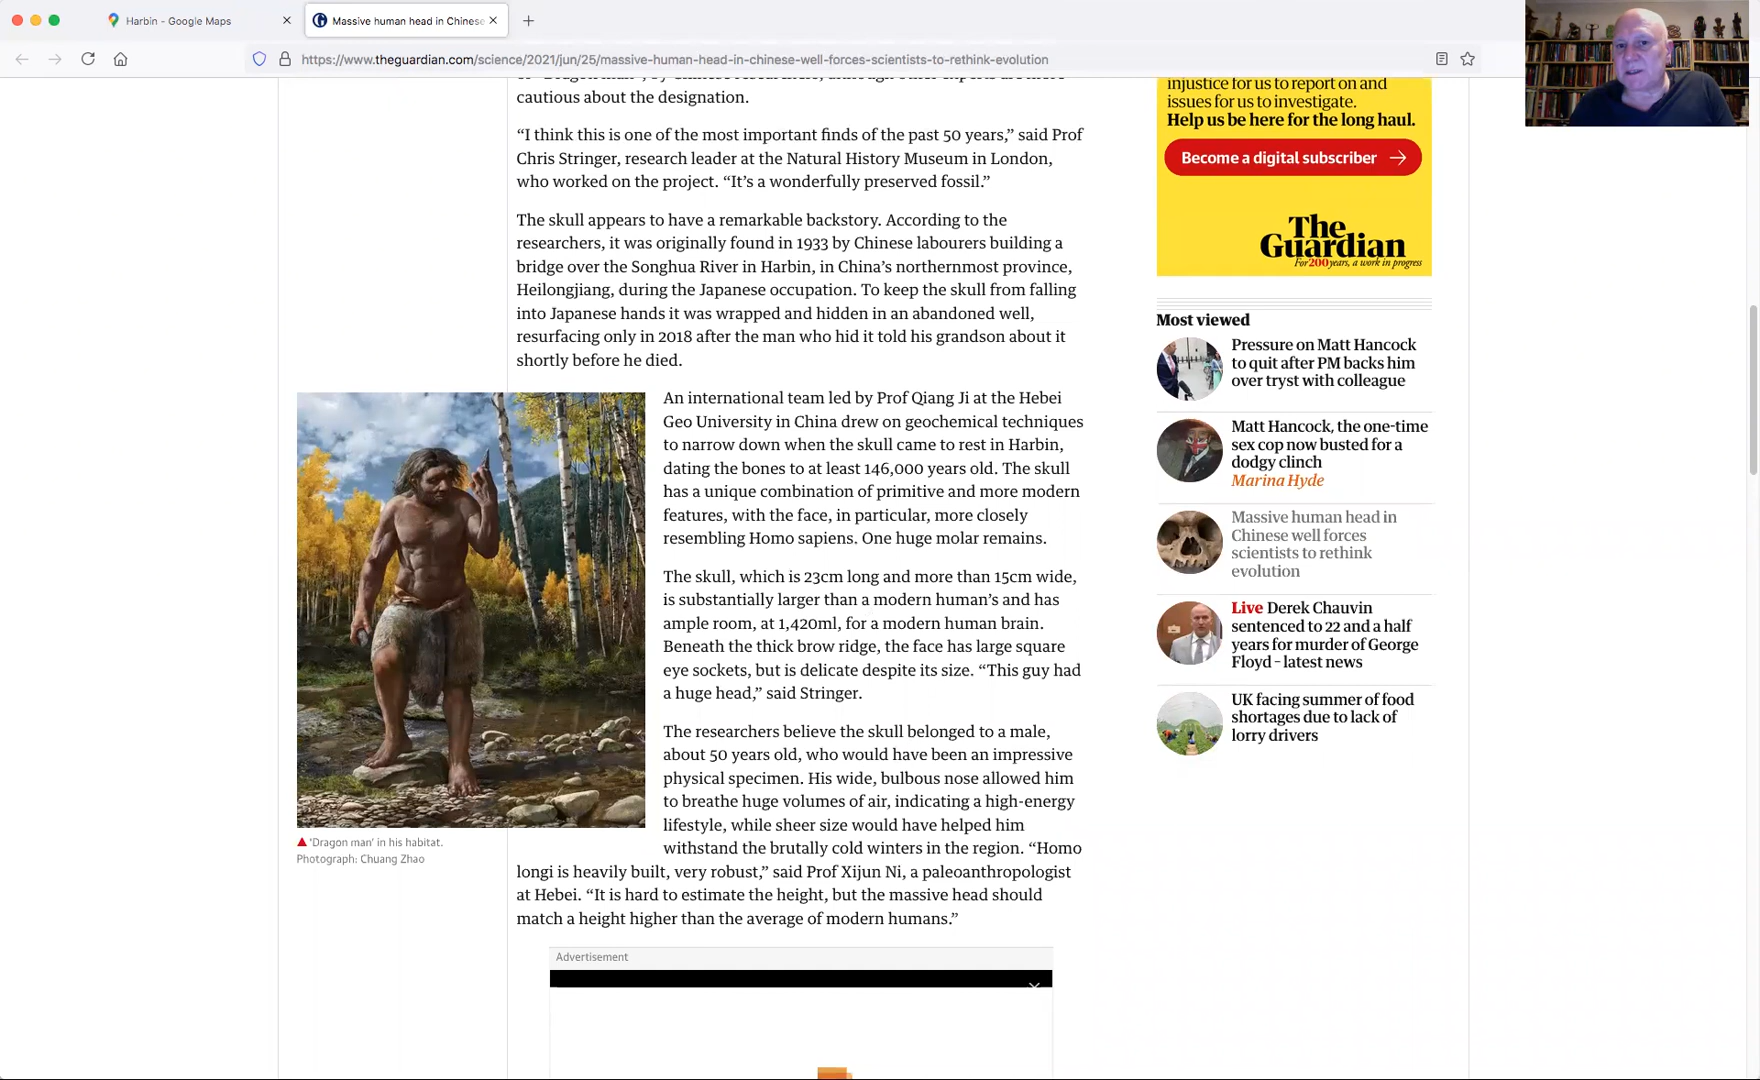 Harbin - Google Maps
Massive human head in Chinese
https://www.theguardian.com/science/2021/jun/25/massive-human-head-in-chinese-well-forces-scientists-to-rethink-evolution
cautious about the designation.
“I think this is one of the most important finds of the past 50 years,” said Prof
Chris Stringer, research leader at the Natural History Museum in London,
who worked on the project. “It’s a wonderfully preserved fossil.”
The skull appears to have a remarkable backstory. According to the
researchers, it was originally found in 1933 by Chinese labourers building a
bridge over the Songhua River in Harbin, in China’s northernmost province,
Heilongjiang, during the Japanese occupation. To keep the skull from falling
into Japanese hands it was wrapped and hidden in an abandoned well,
resurfacing only in 2018 after the man who hid it told his grandson about it
shortly before he died.
An international team led by Prof Qiang Ji at the Hebei
Geo University in China drew on geochemical techniques
to narrow down when the skull came to rest in Harbin,
dating the bones to at least 146,000 years old. The skull
has a unique combination of primitive and more modern
features, with the face, in particular, more closely
resembling Homo sapiens. One huge molar remains.
The skull, which is 23cm long and more than 15cm wide,
is substantially larger than a modern human’s and has
ample room, at 1,420ml, for a modern human brain.
Beneath the thick brow ridge, the face has large square
eye sockets, but is delicate despite its size. “This guy had
a huge head,” said Stringer.
The researchers believe the skull belonged to a male,
about 50 years old, who would have been an impressive
physical specimen. His wide, bulbous nose allowed him
to breathe huge volumes of air, indicating a high-energy
lifestyle, while sheer size would have helped him
withstand the brutally cold winters in the region. “Homo
longi is heavily built, very robust,” said Prof Xijun Ni, a paleoanthropologist
at Hebei. “It is hard to estimate the height, but the massive head should
match a height higher than the average of modern humans.”
'Dragon man' in his habitat.
Photograph: Chuang Zhao
Advertisement
injustice for us to report on and
issues for us to investigate.
Help us be here for the long haul.
Become a digital subscriber
The
Guardian
For 200 years, a work in progress
Most viewed
Pressure on Matt Hancock
to quit after PM backs him
over tryst with colleague
Matt Hancock, the one-time
sex cop now busted for a
dodgy clinch
Marina Hyde
Massive human head in
Chinese well forces
scientists to rethink
evolution
Live Derek Chauvin
sentenced to 22 and a half
years for murder of George
Floyd – latest news
UK facing summer of food
shortages due to lack of
lorry drivers